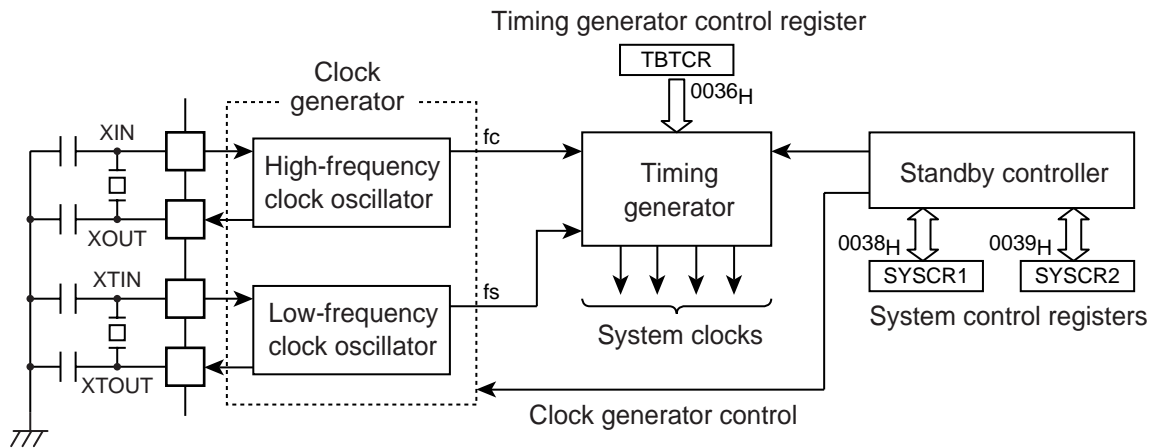 Timing generator control register
TBTCR
0036H
Clock
generator
XIN
High-frequency
clock oscillator
fc
XOUT
Timing
generator
Standby controller
0038H
0039H
SYSCR1
SYSCR2
System control registers
XTIN
Low-frequency
clock oscillator
fs
XTOUT
System clocks
Clock generator control